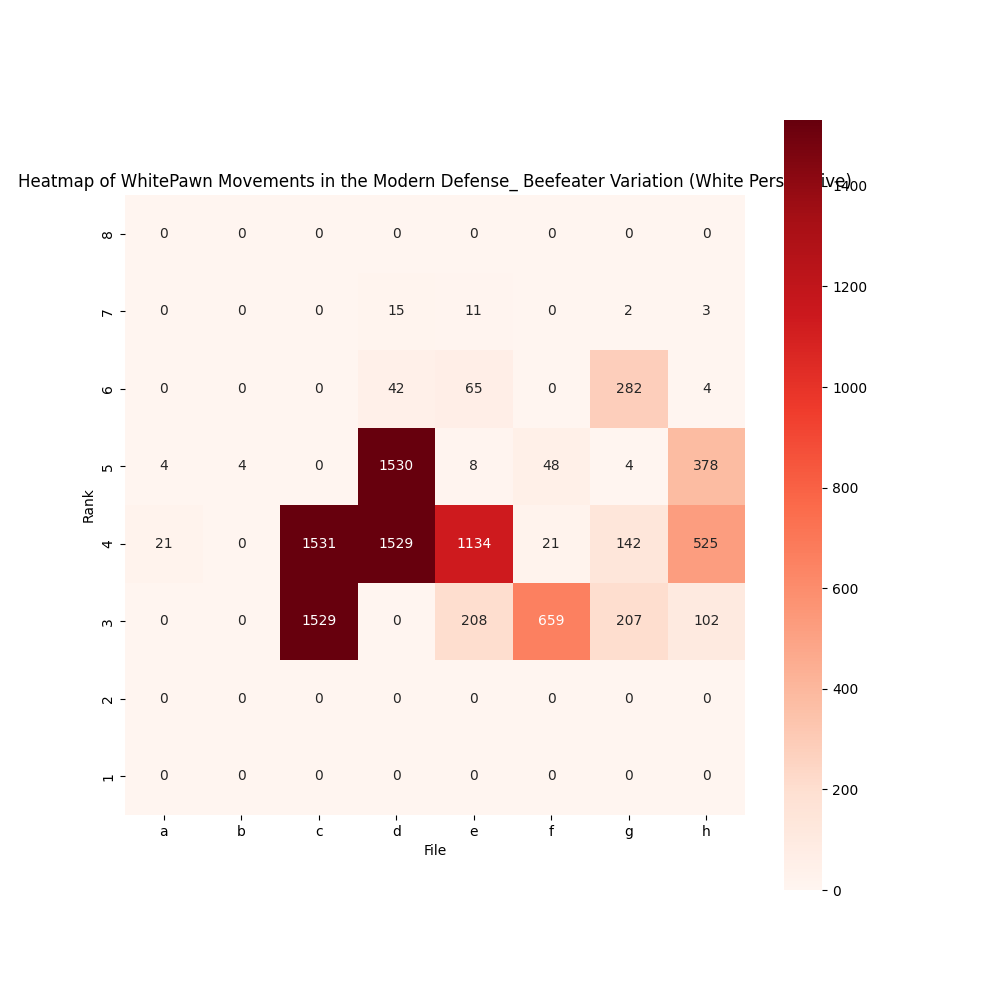 Heatmap of WhitePawn Movements in the Modern Defense_ Beefeater Variation (White Perspective)
8 0 0 0 0 0 0 0 0
7 0 0 0 15 11 0 2 3
6 0 0 0 42 65 0 282 4
5 4 4 0 1530 8 48 4 378
4 21 0 1531 1529 1134 21 142 525
3 0 0 1529 0 208 659 207 102
2 0 0 0 0 0 0 0 0
1 0 0 0 0 0 0 0 0
a b c d e f g h
File
Rank
1400
1200
1000
800
600
400
200
0